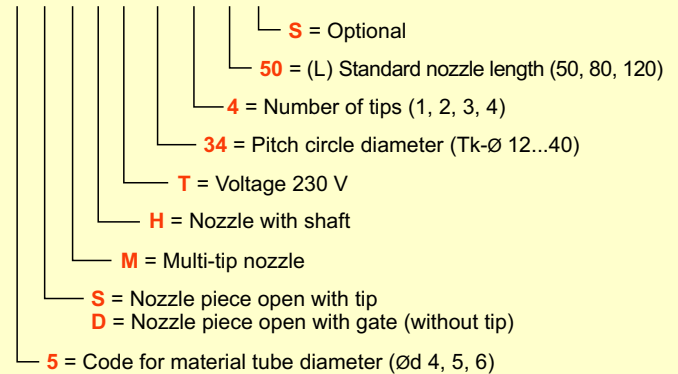 S = Optional
50 = (L) Standard nozzle length (50, 80, 120)
4 = Number of tips (1, 2, 3, 4)
34 = Pitch circle diameter (Tk-Ø 12...40)
T = Voltage 230 V
H = Nozzle with shaft
M = Multi-tip nozzle
S = Nozzle piece open with tip
D = Nozzle piece open with gate (without tip)
5 = Code for material tube diameter (Ød 4, 5, 6)